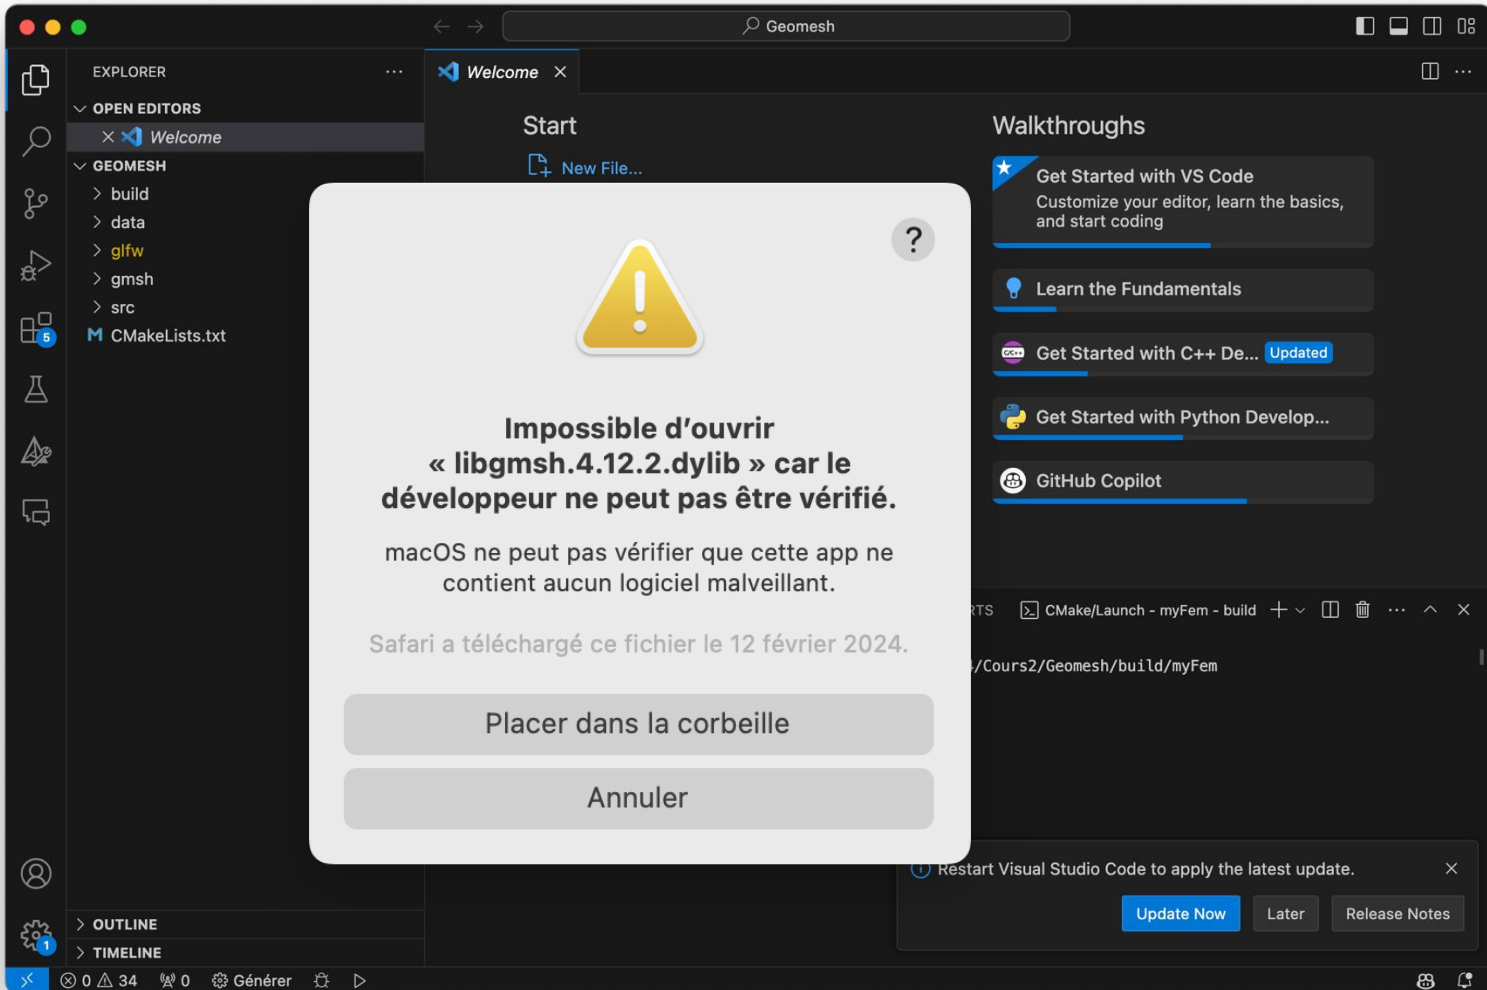 Geomesh
EXPLORER
Welcome
OPEN EDITORS
Welcome
GEOMESH
build
data
glfw
gmsh
src
CMakeLists.txt
Start
New File...
Walkthroughs
Get Started with VS Code
Customize your editor, learn the basics,
and start coding
Learn the Fundamentals
Get Started with C++ De... Updated
Get Started with Python Develop...
GitHub Copilot
?
Impossible d’ouvrir
« libgmsh.4.12.2.dylib » car le
développeur ne peut pas être vérifié.
macOS ne peut pas vérifier que cette app ne
contient aucun logiciel malveillant.
Safari a téléchargé ce fichier le 12 février 2024.
Placer dans la corbeille
Annuler
RTS CMake/Launch - myFem - build
/Cours2/Geomesh/build/myFem
Restart Visual Studio Code to apply the latest update.
Update Now Later Release Notes
5
1
OUTLINE
TIMELINE
0 34 0 Générer